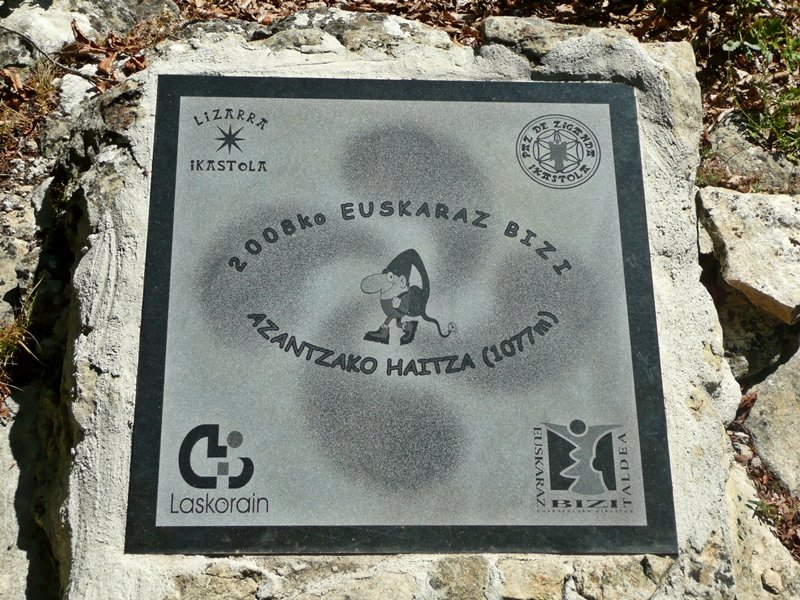 LiZARRA
iKASTOLA
PAZ DE ZIGANDA
IKASTOLA
2008ko EUSKARAZ BIZI
AZANTZAKO HAITZA (1077m)
Laskorain
EUSKARAZ
BIZI
TALDEA